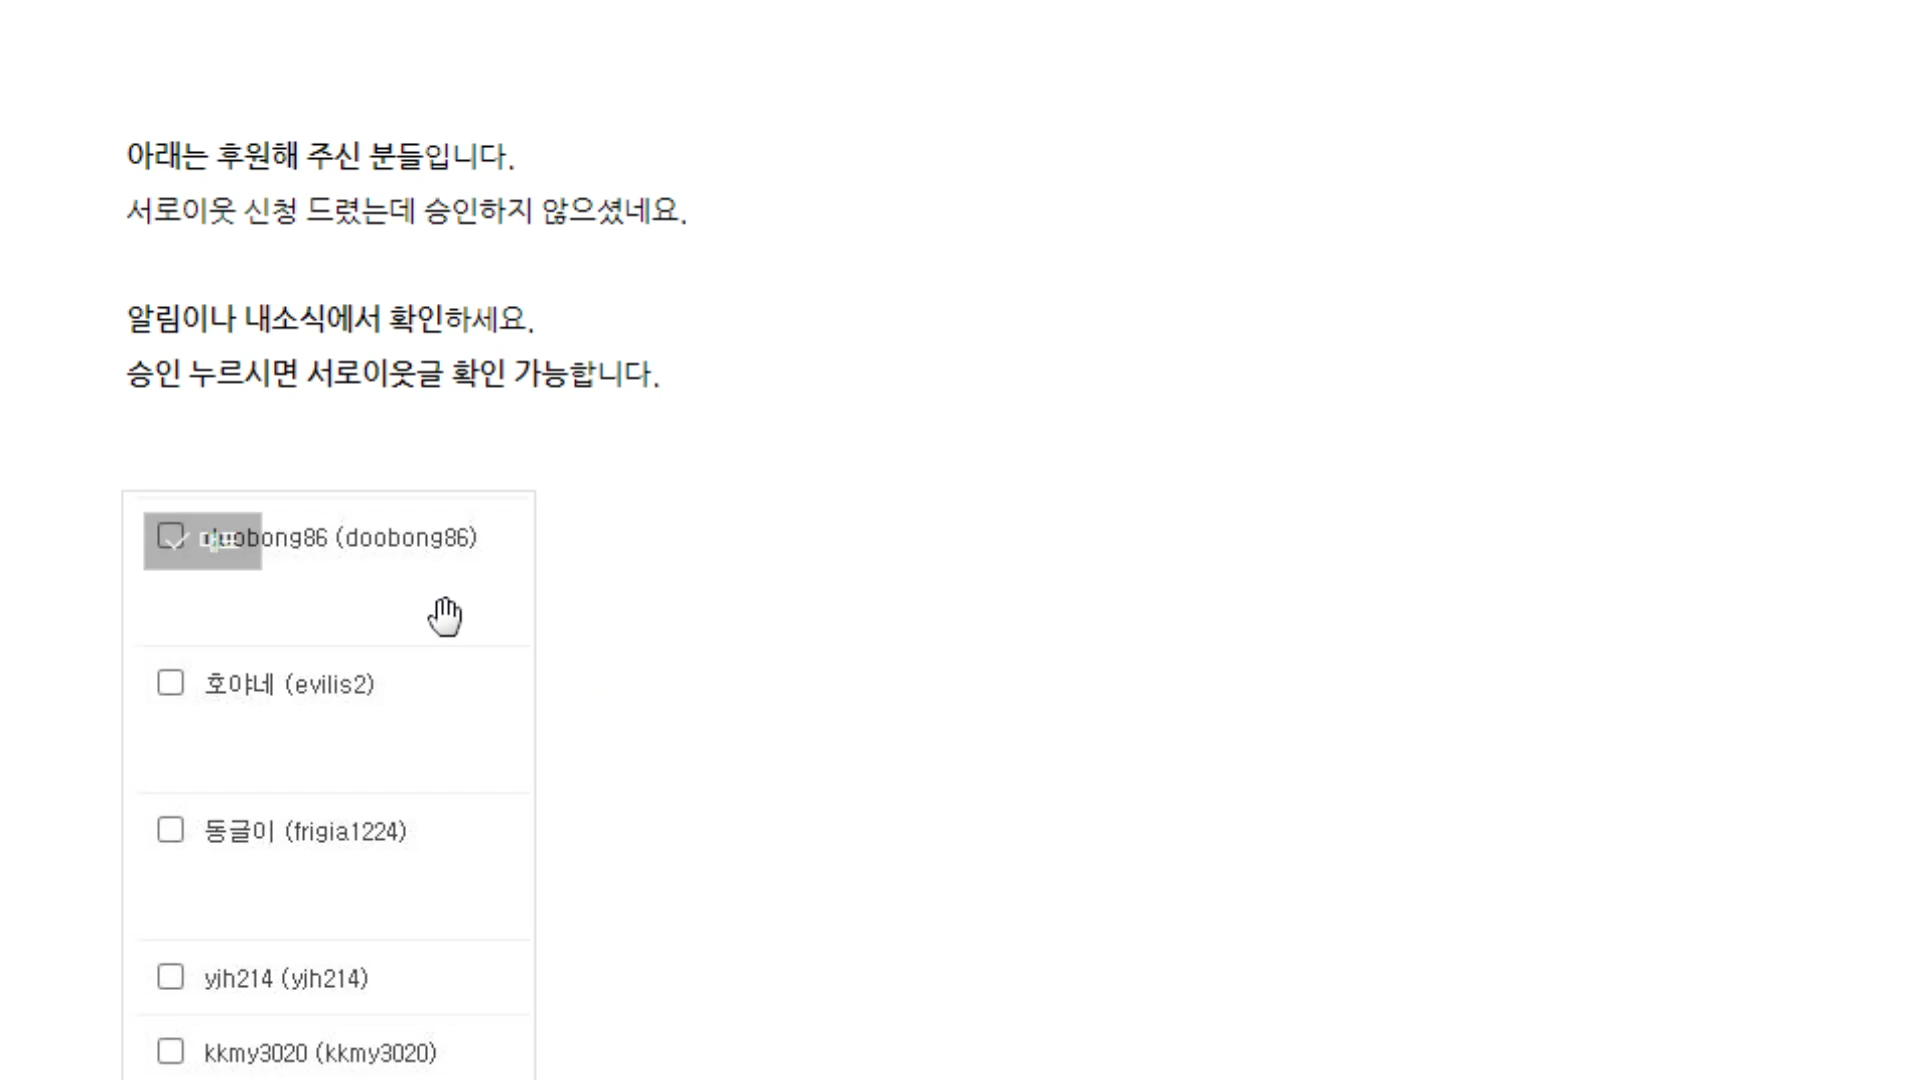 아래는 후원해 주신 분들입니다.
서로이웃 신청 드렸는데 승인하지 않으셨네요.
알림이나 내소식에서 확인하세요.
승인 누르시면 서로이웃글 확인 가능합니다.
대표
doobong86 (doobong86)
호야네 (evilis2)
동글이 (frigia1224)
yjh214 (yjh214)
kkmy3020 (kkmy3020)